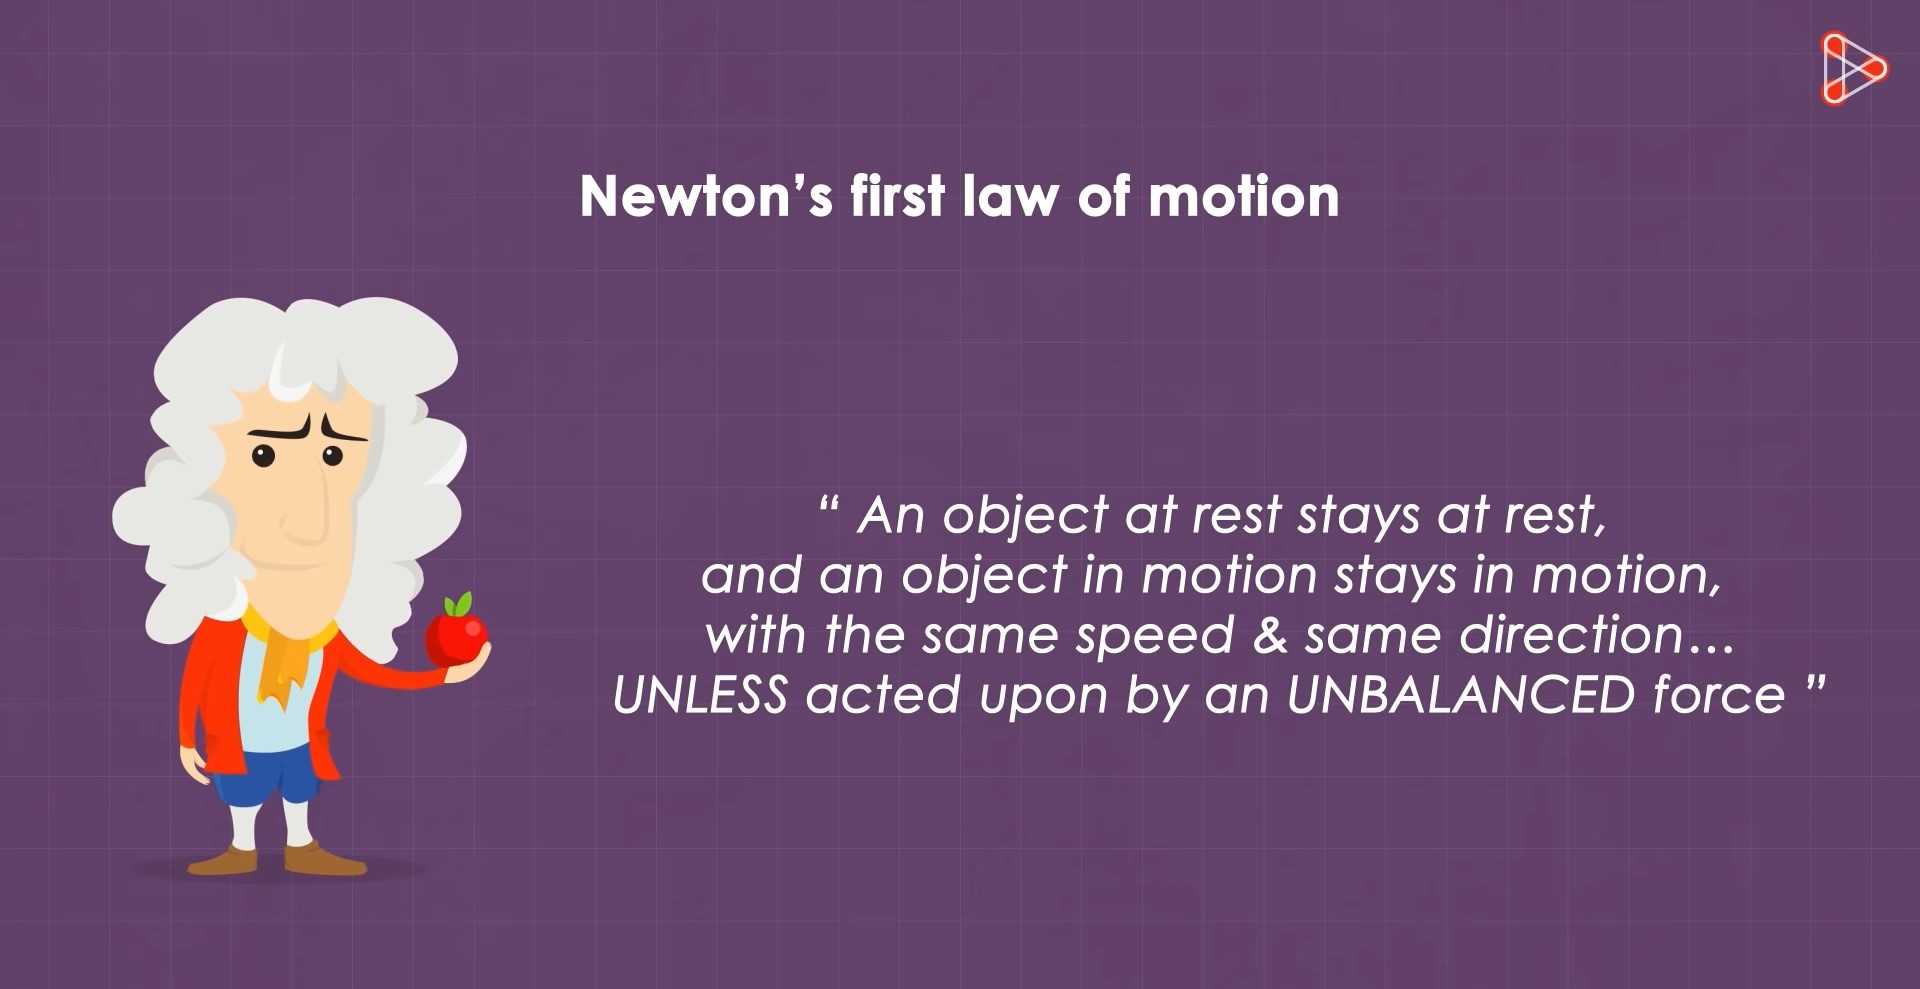 Newton’s first law of motion
“ An object at rest stays at rest,
and an object in motion stays in motion,
with the same speed & same direction...
UNLESS acted upon by an UNBALANCED force ”